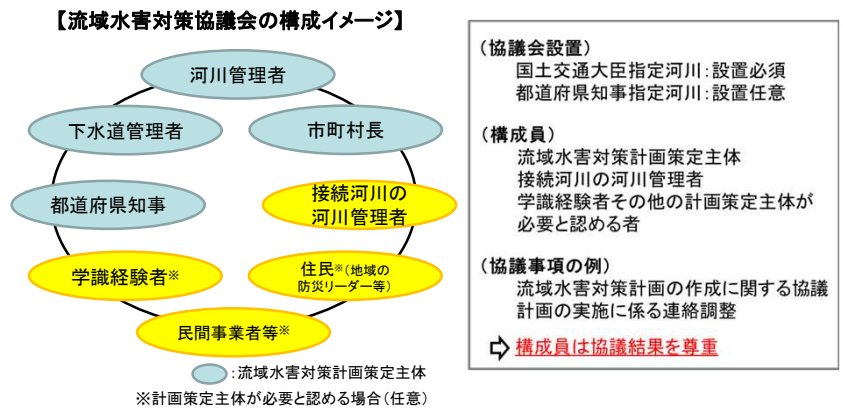 【流域水害対策協議会の構成イメージ】
河川管理者
下水道管理者
市町村長
都道府県知事
接続河川の
河川管理者
学識経験者※
住民※(地域の
防災リーダー等)
民間事業者等※
:流域水害対策計画策定主体
※計画策定主体が必要と認める場合(任意)
(協議会設置)
国土交通大臣指定河川:設置必須
都道府県知事指定河川:設置任意
(構成員)
流域水害対策計画策定主体
接続河川の河川管理者
学識経験者その他の計画策定主体が
必要と認める者
(協議事項の例)
流域水害対策計画の作成に関する協議
計画の実施に係る連絡調整
⇨ 構成員は協議結果を尊重